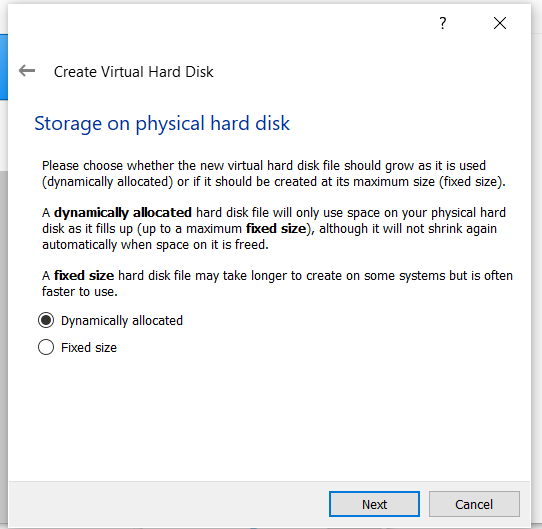 ?
Create Virtual Hard Disk
Storage on physical hard disk
Please choose whether the new virtual hard disk file should grow as it is used
(dynamically allocated) or if it should be created at its maximum size (fixed size).
A dynamically allocated hard disk file will only use space on your physical hard
disk as it fills up (up to a maximum fixed size), although it will not shrink again
automatically when space on it is freed.
A fixed size hard disk file may take longer to create on some systems but is often
faster to use.
Dynamically allocated
Fixed size
Next
Cancel